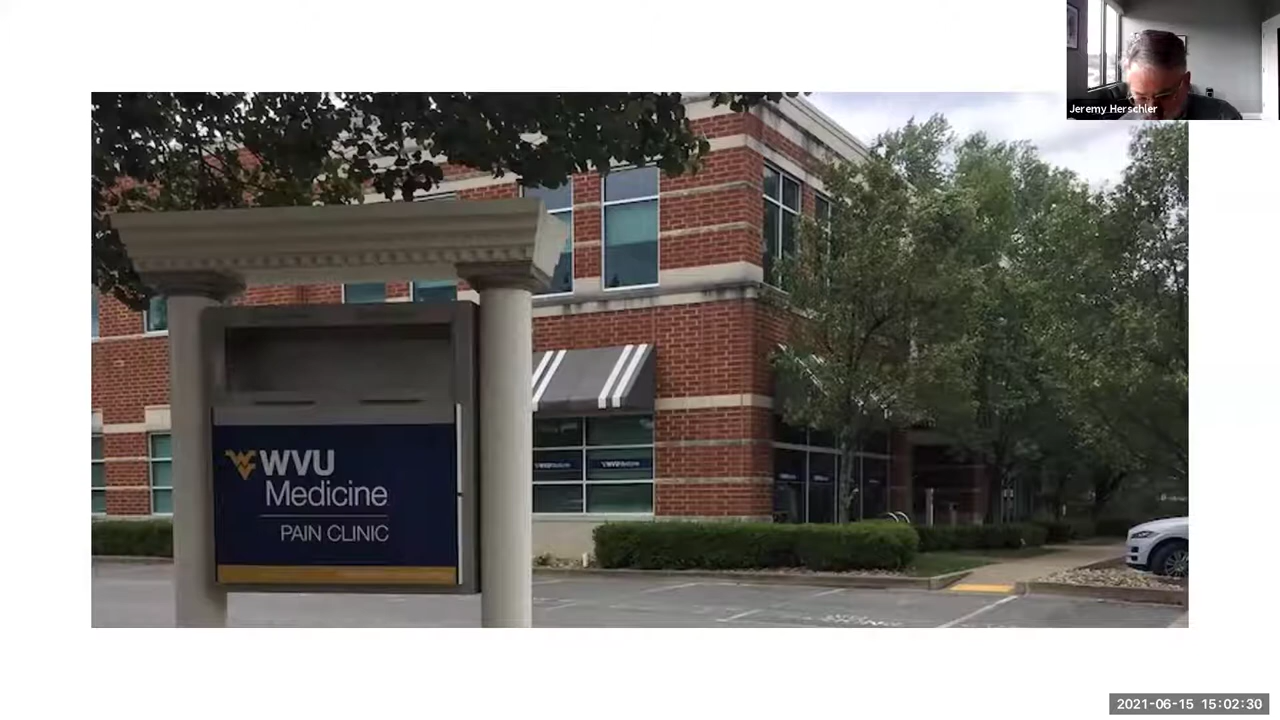 Jeremy Herschler
WVU
Medicine
PAIN CLINIC
2021-06-15 15:02:30